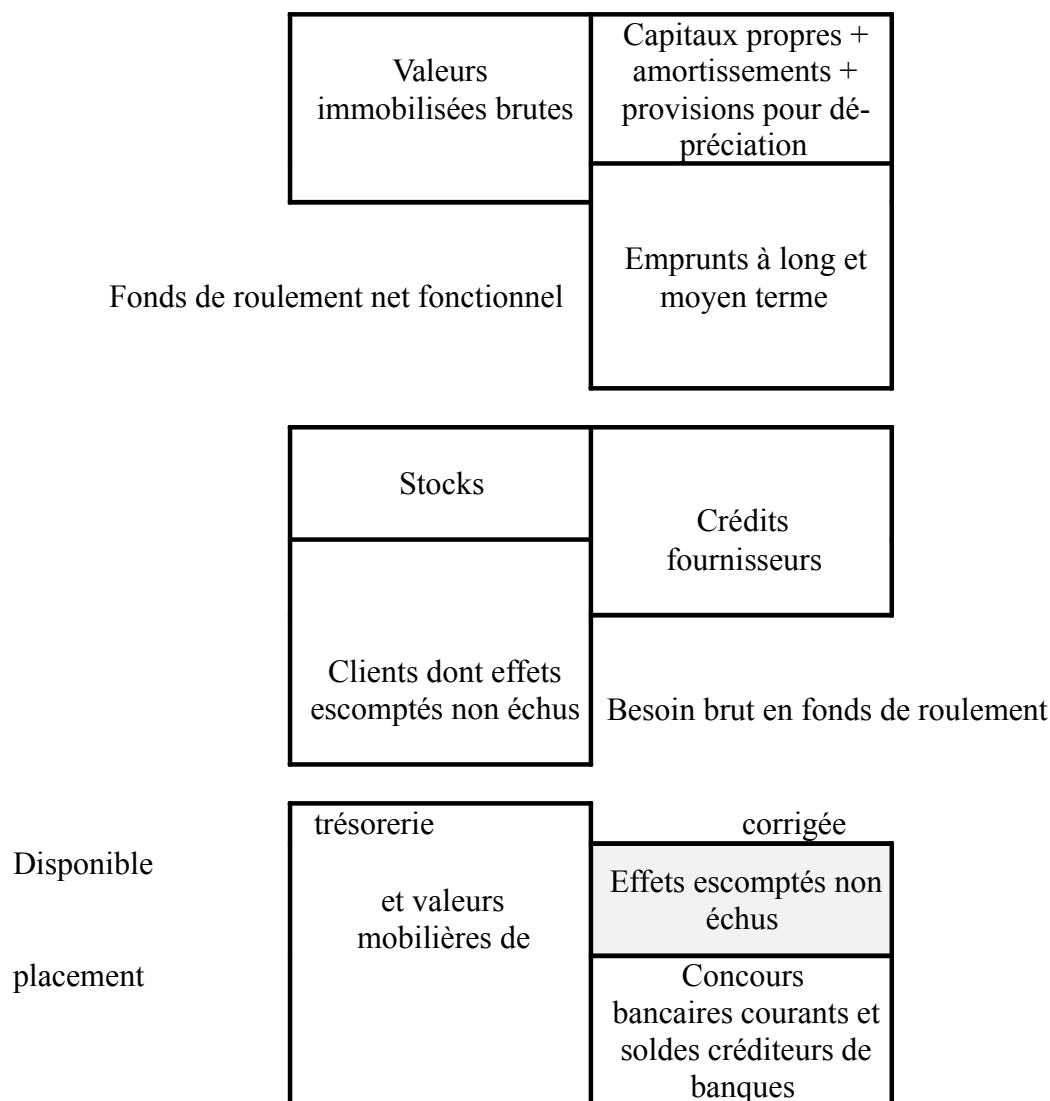 Valeurs
immobilisées brutes
Capitaux propres +
amortissements +
provisions pour dé-
préciation
Emprunts à long et
moyen terme
Fonds de roulement net fonctionnel
Stocks
Crédits
fournisseurs
Clients dont effets
escomptés non échus
Besoin brut en fonds de roulement
trésorerie
corrigée
Disponible
et valeurs
mobilières de
placement
Effets escomptés non
échus
Concours
bancaires courants et
soldes créditeurs de
banques